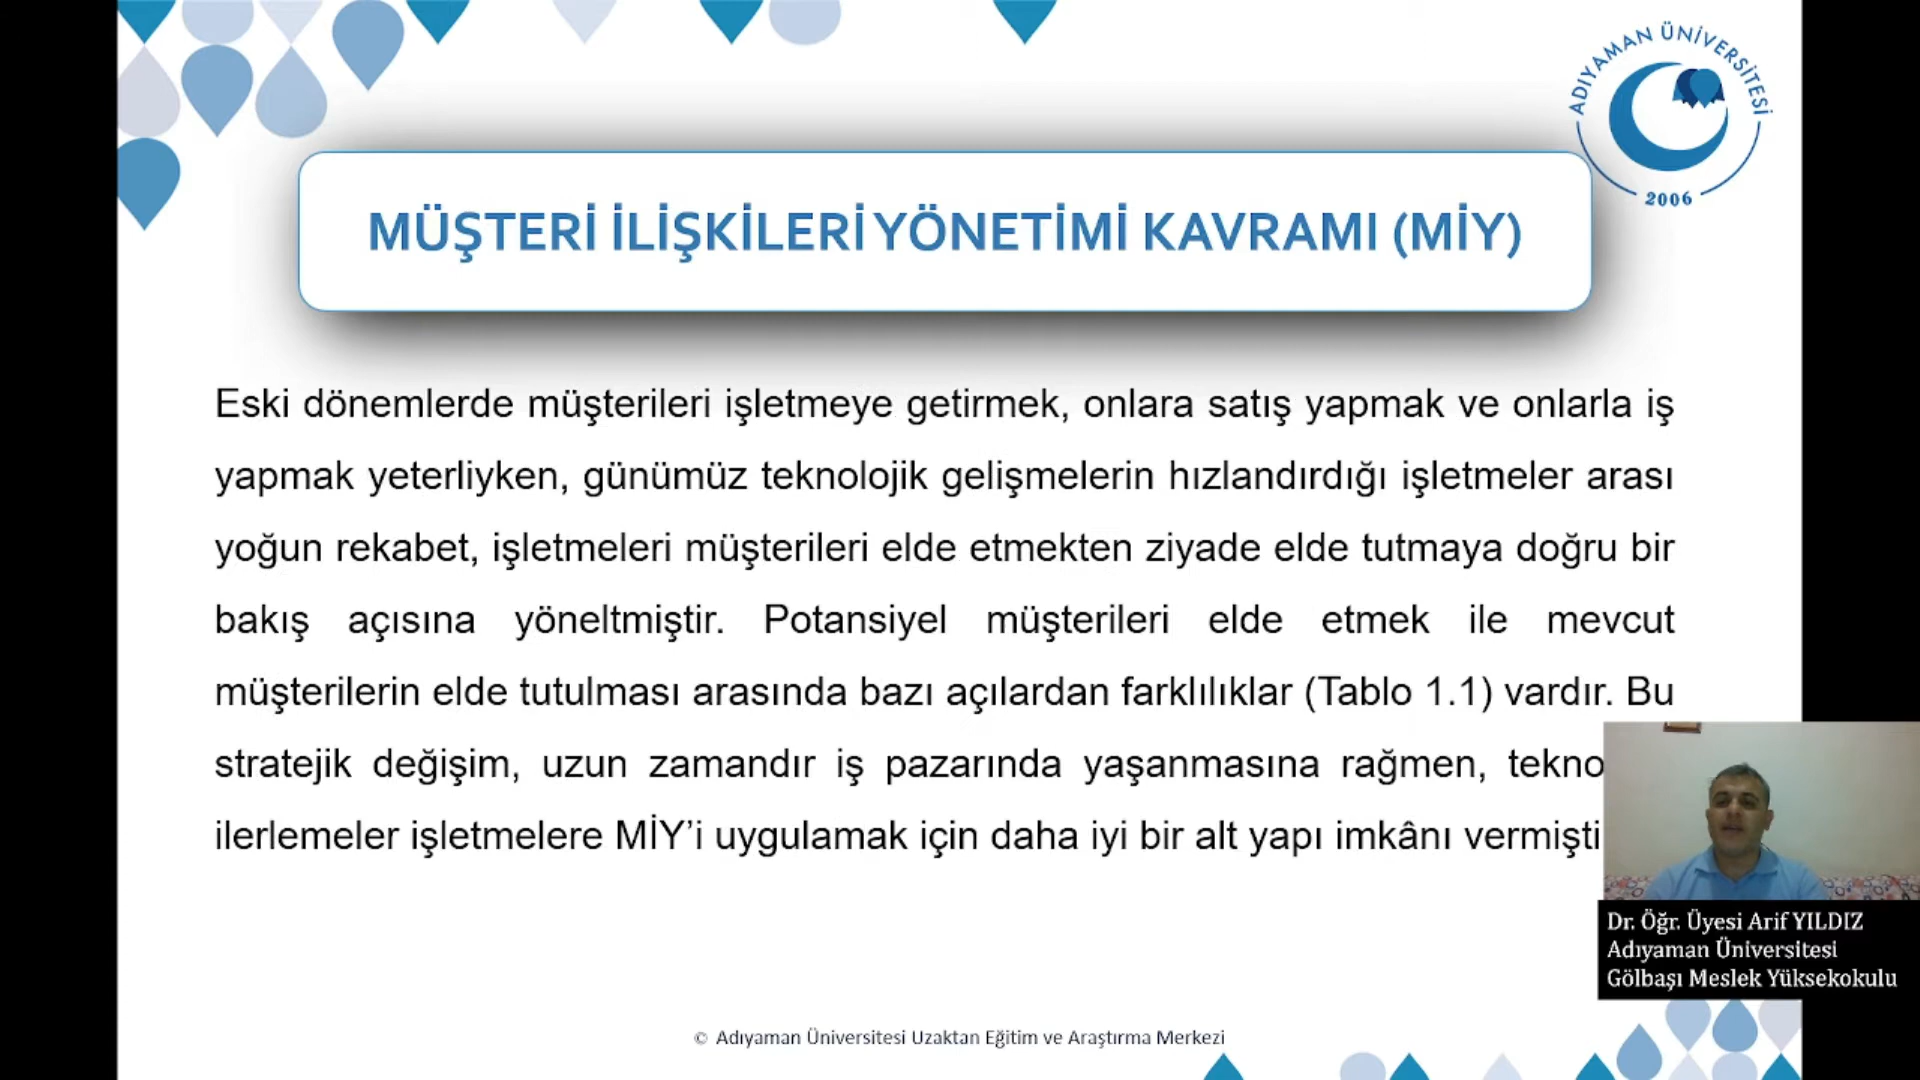 ADIYAMAN ÜNİVERSİTESİ
2006
MÜŞTERİ İLİŞKİLERİ YÖNETİMİ KAVRAMI (MİY)
Eski dönemlerde müşterileri işletmeye getirmek, onlara satış yapmak ve onlarla iş
yapmak yeterliyken, günümüz teknolojik gelişmelerin hızlandırdığı işletmeler arası
yoğun rekabet, işletmeleri müşterileri elde etmekten ziyade elde tutmaya doğru bir
bakış açısına yöneltmiştir. Potansiyel müşterileri elde etmek ile mevcut
müşterilerin elde tutulması arasında bazı açılardan farklılıklar (Tablo 1.1) vardır. Bu
stratejik değişim, uzun zamandır iş pazarında yaşanmasına rağmen,
ilerlemeler işletmelere MİY’i uygulamak için daha iyi bir alt yapı imkânı
Dr. Öğr. Üyesi Arif YILDIZ
Adıyaman Üniversitesi
Gölbaşı Meslek Yüksekokulu
© Adıyaman Üniversitesi Uzaktan Eğitim ve Araştırma Merkezi